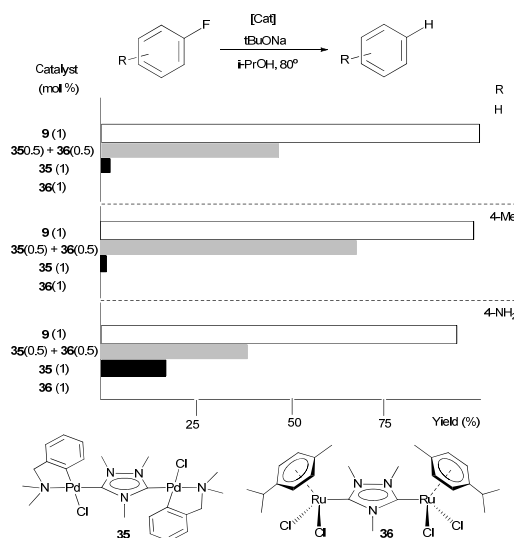 [Cat]
F
H
tBuONa
R
R
i-PrOH, 80º
Catalyst
(mol %)
R
H
9 (1)
35(0.5) + 36(0.5)
35 (1)
36(1)
4-Me
9 (1)
35(0.5) + 36(0.5)
35 (1)
36(1)
4-NH2
9 (1)
35(0.5) + 36(0.5)
35 (1)
36 (1)
25
50
75
Yield (%)
Cl
N N
N Pd Pd N
Cl N
35
N N
Ru Ru
Cl Cl N Cl Cl
36